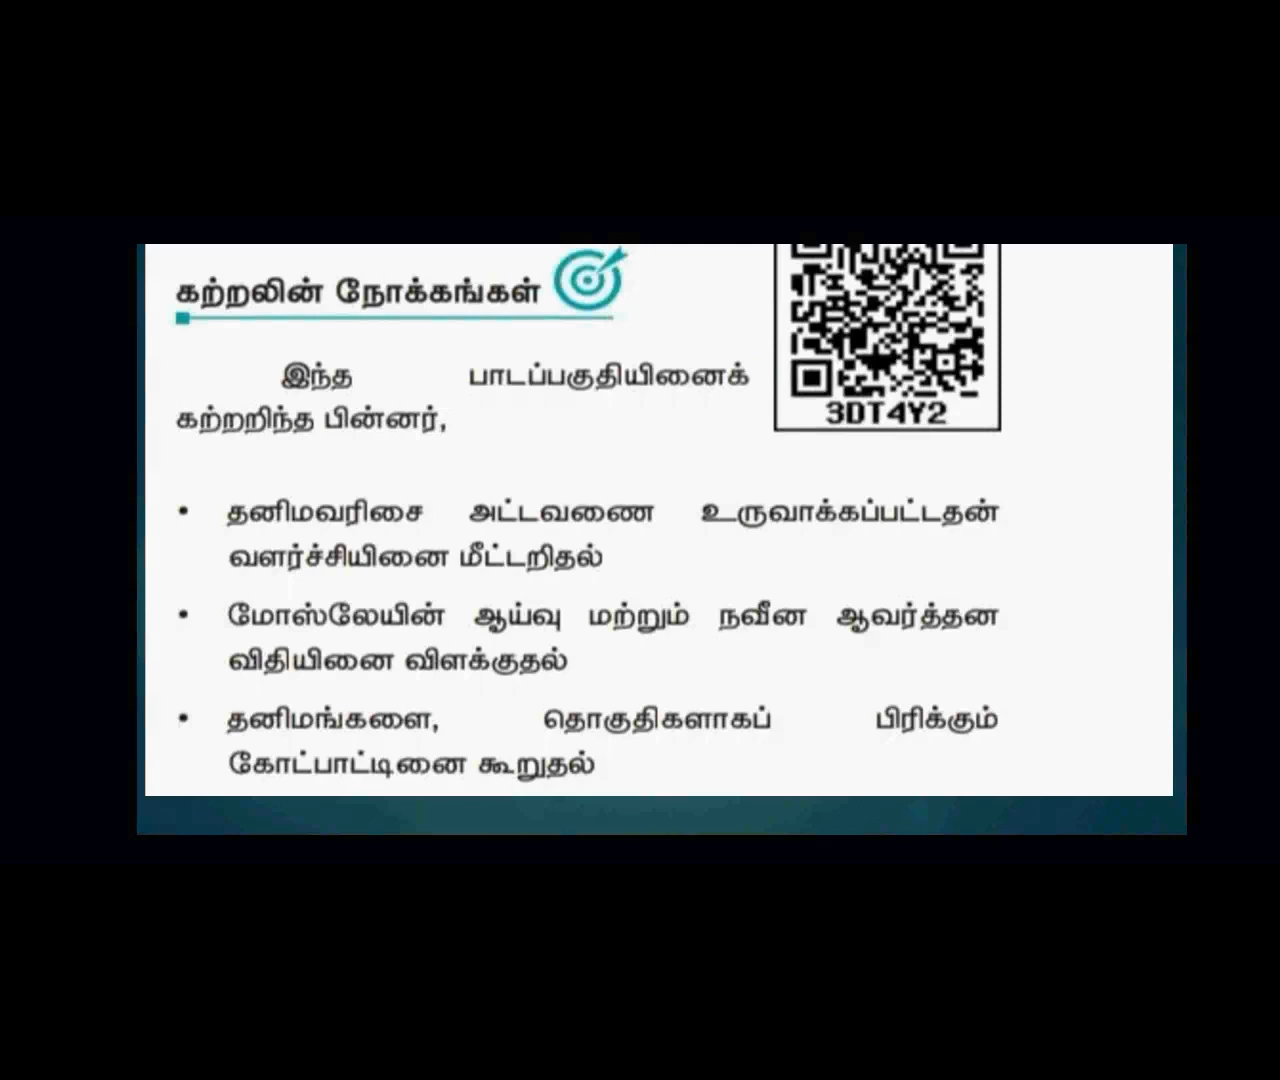 கற்றலின் நோக்கங்கள்
3DT4Y2
இந்த பாடப்பகுதியினைக்
கற்றறிந்த பின்னர்,
• தனிமவரிசை அட்டவணை உருவாக்கப்பட்டதன்
வளர்ச்சியினை மீட்டறிதல்
• மோஸ்லேயின் ஆய்வு மற்றும் நவீன ஆவர்த்தன
விதியினை விளக்குதல்
• தனிமங்களை, தொகுதிகளாகப் பிரிக்கும்
கோட்பாட்டினை கூறுதல்